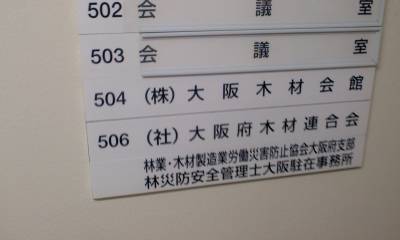 502 会議室
503 会議室
504 (株)大阪木材会館
506 (社)大阪府木材連合会
林業・木材製造業労働災害防止協会大阪府支部
林災防安全管理士大阪駐在事務所